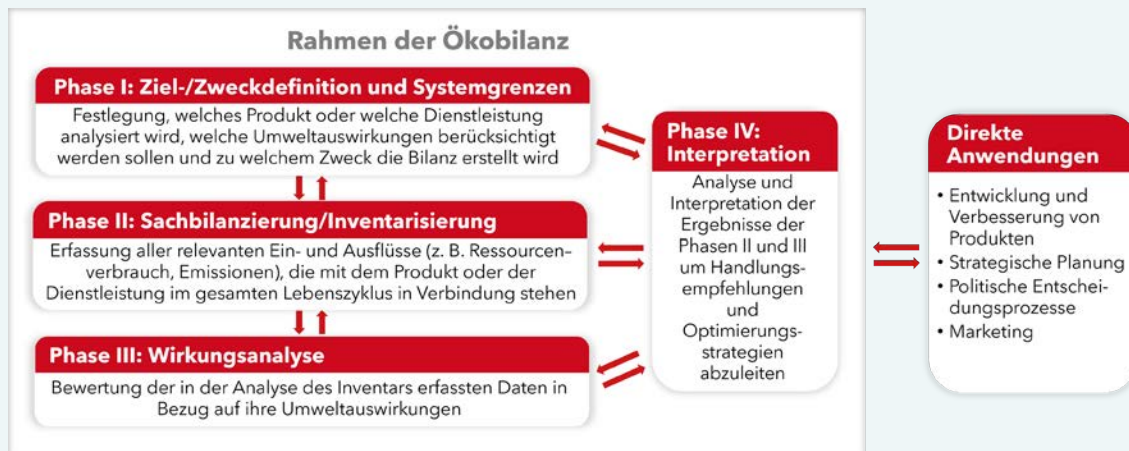 Rahmen der Ökobilanz
Phase I: Ziel-/Zweckdefinition und Systemgrenzen
Festlegung, welches Produkt oder welche Dienstleistung
analysiert wird, welche Umweltauswirkungen berücksichtigt
werden sollen und zu welchem Zweck die Bilanz erstellt wird
Phase II: Sachbilanzierung/Inventarisierung
Erfassung aller relevanten Ein- und Ausflüsse (z. B. Ressourcen-
verbrauch, Emissionen), die mit dem Produkt oder der
Dienstleistung im gesamten Lebenszyklus in Verbindung stehen
Phase III: Wirkungsanalyse
Bewertung der in der Analyse des Inventars erfassten Daten in
Bezug auf ihre Umweltauswirkungen
Phase IV:
Interpretation
Analyse und
Interpretation der
Ergebnisse der
Phasen II und III
um Handlungs-
empfehlungen
und
Optimierungs-
strategien
abzuleiten
Direkte
Anwendungen
• Entwicklung und
Verbesserung von
Produkten
• Strategische Planung
• Politische Entschei-
dungsprozesse
• Marketing